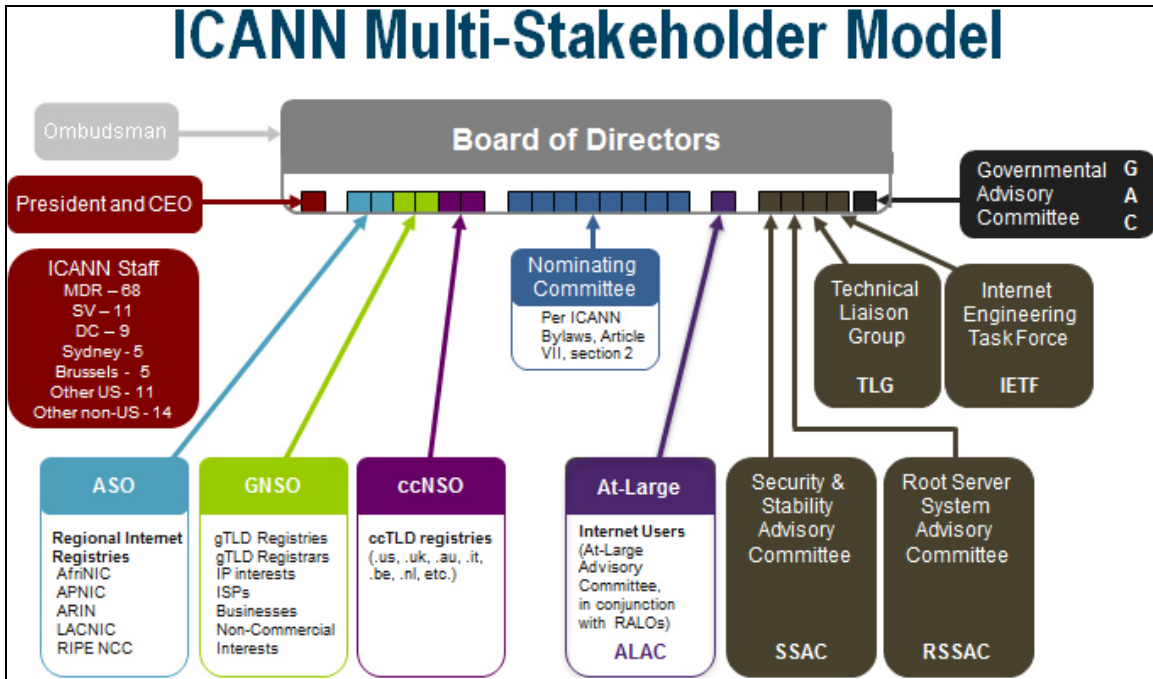 ICANN Multi-Stakeholder Model
Ombudsman
Board of Directors
President and CEO
Governmental
Advisory
Committee
G
A
C
ICANN Staff
MDR – 68
SV – 11
DC – 9
Sydney - 5
Brussels - 5
Other US - 11
Other non-US - 14
Nominating
Committee
Per ICANN
Bylaws, Article
VII, section 2
Technical
Liaison
Group
TLG
Internet
Engineering
Task Force
IETF
ASO
Regional Internet
Registries
AfriNIC
APNIC
ARIN
LACNIC
RIPE NCC
GNSO
gTLD Registries
gTLD Registrars
IP interests
ISPs
Businesses
Non-Commercial
Interests
ccNSO
ccTLD registries
(.us, .uk, .au, .it,
.be, .nl, etc.)
At-Large
Internet Users
(At-Large
Advisory
Committee,
in conjunction
with RALOs)
ALAC
Security &
Stability
Advisory
Committee
SSAC
Root Server
System
Advisory
Committee
RSSAC